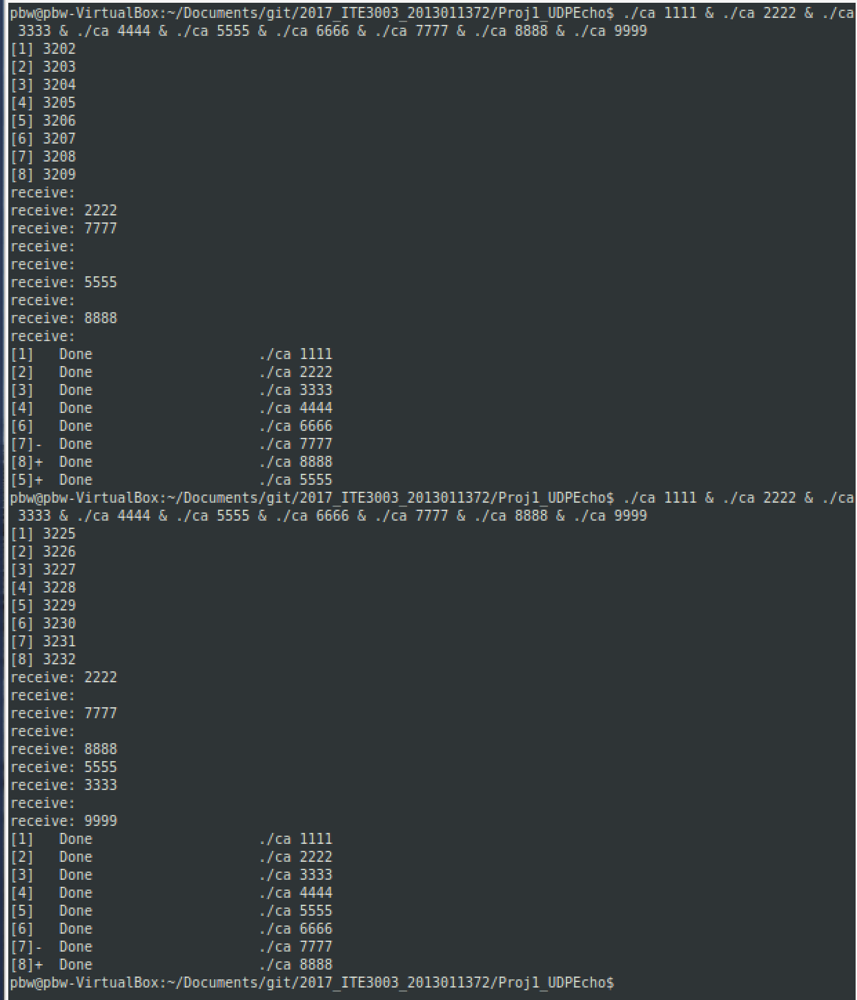 pbw@pbw-VirtualBox:~/Documents/git/2017_ITE3003_2013011372/Proj1_UDPEcho$ ./ca 1111 & ./ca 2222 & ./ca
 3333 & ./ca 4444 & ./ca 5555 & ./ca 6666 & ./ca 7777 & ./ca 8888 & ./ca 9999
[1] 3202
[2] 3203
[3] 3204
[4] 3205
[5] 3206
[6] 3207
[7] 3208
[8] 3209
receive:
receive: 2222
receive: 7777
receive:
receive:
receive: 5555
receive:
receive: 8888
receive:
[1]   Done                    ./ca 1111
[2]   Done                    ./ca 2222
[3]   Done                    ./ca 3333
[4]   Done                    ./ca 4444
[6]   Done                    ./ca 6666
[7]-  Done                    ./ca 7777
[8]+  Done                    ./ca 8888
[5]+  Done                    ./ca 5555
pbw@pbw-VirtualBox:~/Documents/git/2017_ITE3003_2013011372/Proj1_UDPEcho$ ./ca 1111 & ./ca 2222 & ./ca
 3333 & ./ca 4444 & ./ca 5555 & ./ca 6666 & ./ca 7777 & ./ca 8888 & ./ca 9999
[1] 3225
[2] 3226
[3] 3227
[4] 3228
[5] 3229
[6] 3230
[7] 3231
[8] 3232
receive: 2222
receive:
receive: 7777
receive:
receive: 8888
receive: 5555
receive: 3333
receive:
receive: 9999
[1]   Done                    ./ca 1111
[2]   Done                    ./ca 2222
[3]   Done                    ./ca 3333
[4]   Done                    ./ca 4444
[5]   Done                    ./ca 5555
[6]   Done                    ./ca 6666
[7]-  Done                    ./ca 7777
[8]+  Done                    ./ca 8888
pbw@pbw-VirtualBox:~/Documents/git/2017_ITE3003_2013011372/Proj1_UDPEcho$